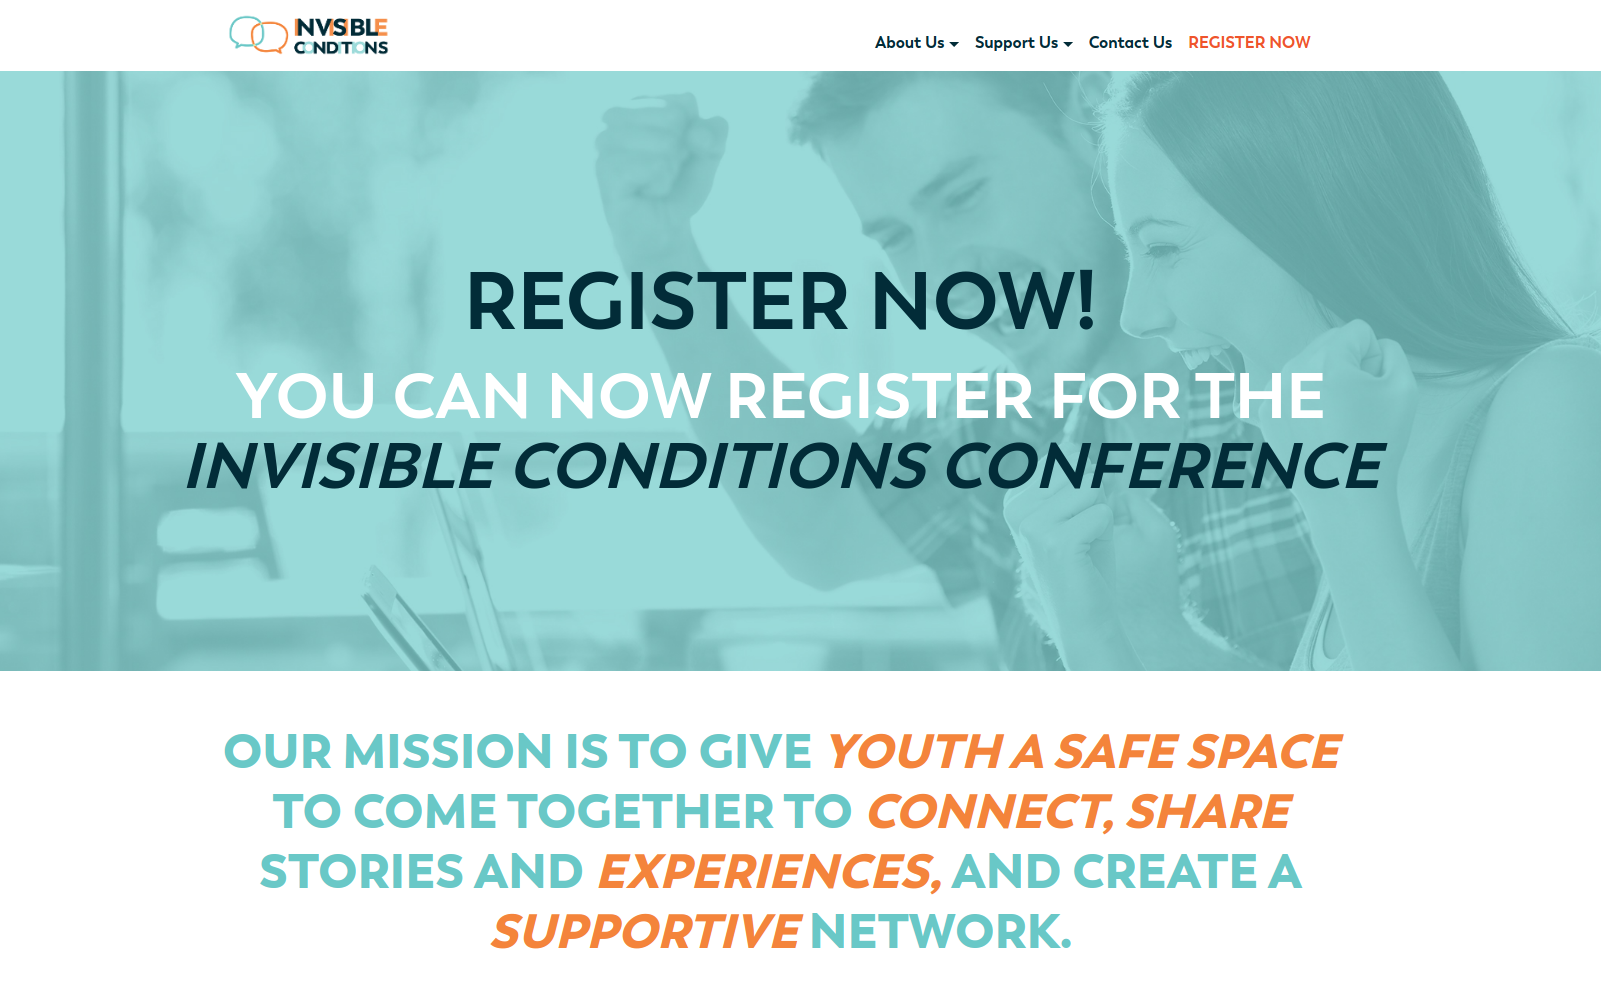 INVISIBLE
CONDITIONS
About Us
Support Us
Contact Us
REGISTER NOW
REGISTER NOW!
YOU CAN NOW REGISTER FOR THE
INVISIBLE CONDITIONS CONFERENCE
OUR MISSION IS TO GIVE YOUTH A SAFE SPACE
TO COME TOGETHER TO CONNECT, SHARE
STORIES AND EXPERIENCES, AND CREATE A
SUPPORTIVE NETWORK.